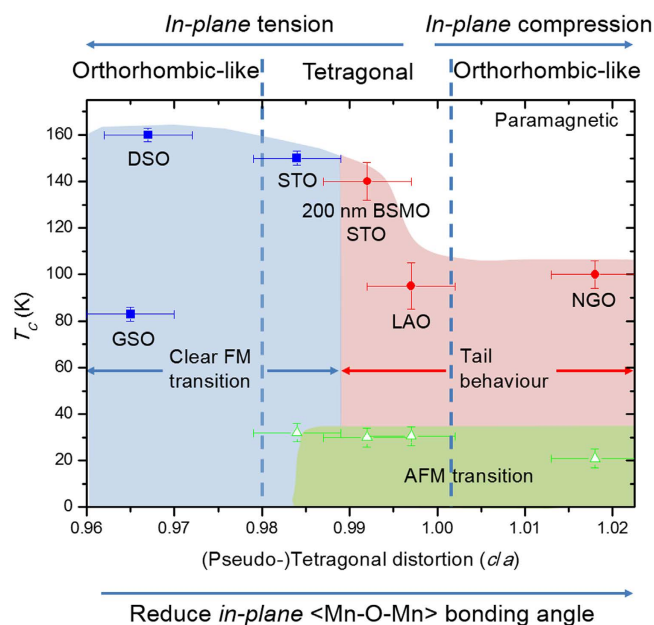 In-plane tension
In-plane compression
Orthorhombic-like
Tetragonal
Orthorhombic-like
Paramagnetic
160
DSO
STO
140
200 nm BSMO
STO
120
100
NGO
LAO
80
GSO
Tc (K)
60
Clear FM
transition
Tail
behaviour
40
20
AFM transition
0
0.96 0.97 0.98 0.99 1.00 1.01 1.02
(Pseudo-)Tetragonal distortion (c/a)
Reduce in-plane <Mn-O-Mn> bonding angle